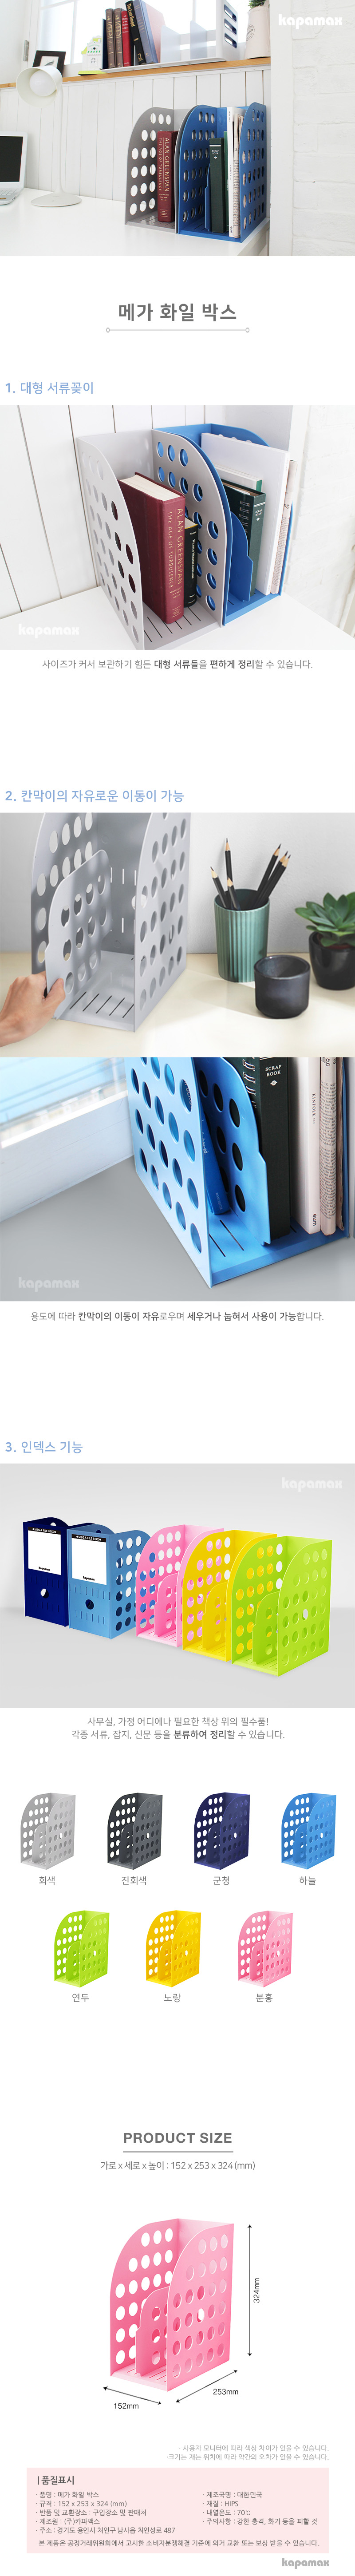 kapamax
ALAN GREENSPAN
THE AGE OF TURBULENCE
메가 화일 박스
1. 대형 서류꽂이
ALAN GREENSPAN
THE AGE OF TURBULENCE
kapamax
사이즈가 커서 보관하기 힘든 대형 서류들을 편하게 정리할 수 있습니다.
2. 칸막이의 자유로운 이동이 가능
SCRAP BOOK
KINFOLK
kapamax
용도에 따라 칸막이의 이동이 자유로우며 세우거나 눕혀서 사용이 가능합니다.
3. 인덱스 기능
kapamax
사무실, 가정 어디에나 필요한 책상 위의 필수품!
각종 서류, 잡지, 신문 등을 분류하여 정리할 수 있습니다.
회색
진회색
군청
하늘
연두
노랑
분홍
PRODUCT SIZE
가로 x 세로 x 높이 : 152 x 253 x 324 (mm)
324mm
253mm
152mm
· 사용자 모니터에 따라 색상 차이가 있을 수 있습니다.
·크기는 재는 위치에 따라 약간의 오차가 있을 수 있습니다.
| 품질표시
· 품명 : 메가 화일 박스
· 규격 : 152 x 253 x 324 (mm)
· 반품 및 교환장소 : 구입장소 및 판매처
· 제조원 : (주)카파맥스
· 주소 : 경기도 용인시 처인구 남사읍 처인성로 487
· 제조국명 : 대한민국
· 재질 : HIPS
· 내열온도 : 70℃
· 주의사항 : 강한 충격, 화기 등을 피할 것
본 제품은 공정거래위원회에서 고시한 소비자분쟁해결 기준에 의거 교환 또는 보상 받을 수 있습니다.
kapamax